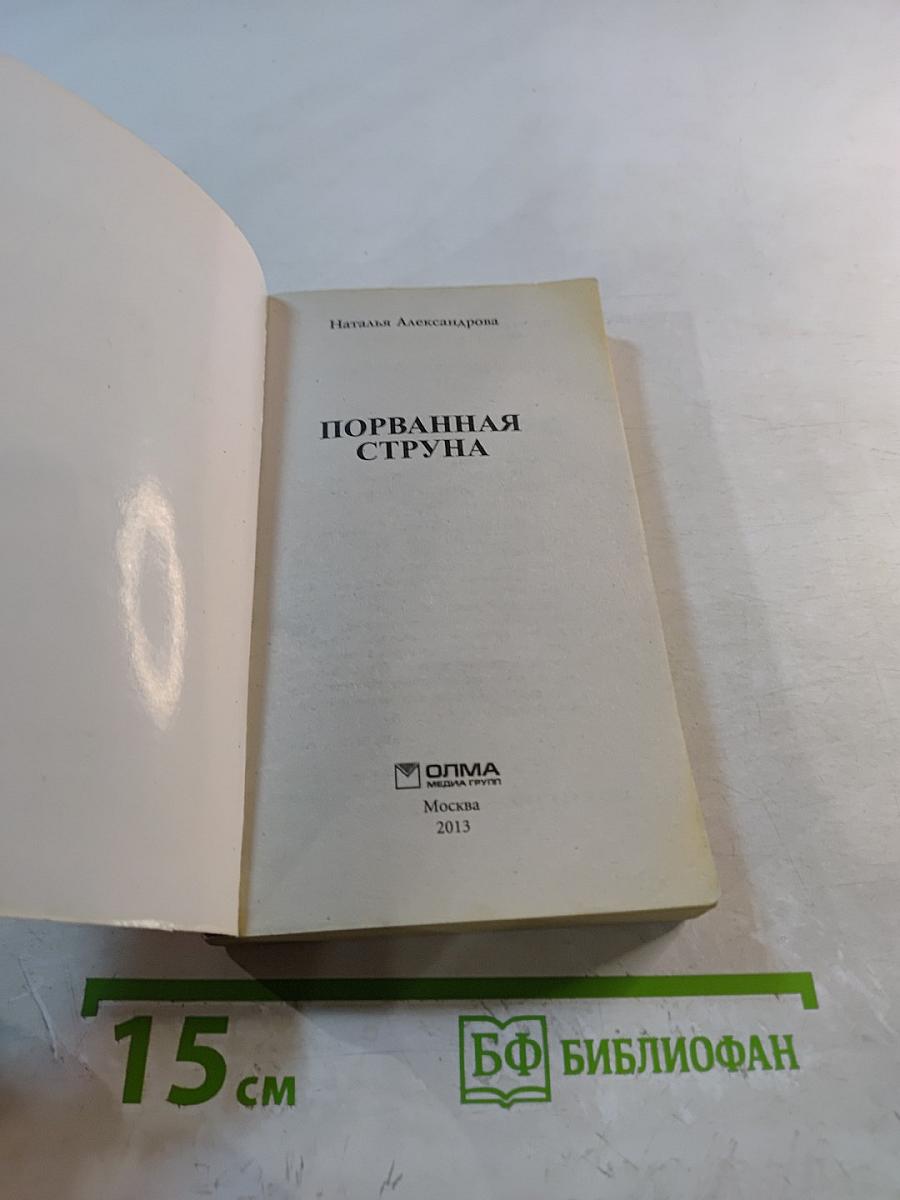 Наталья Александрова
ПОРВАННАЯ
СТРУНА
ОЛМА
МЕДИА ГРУПП
Москва
2013
15 см
БФ БИБЛИОФАН